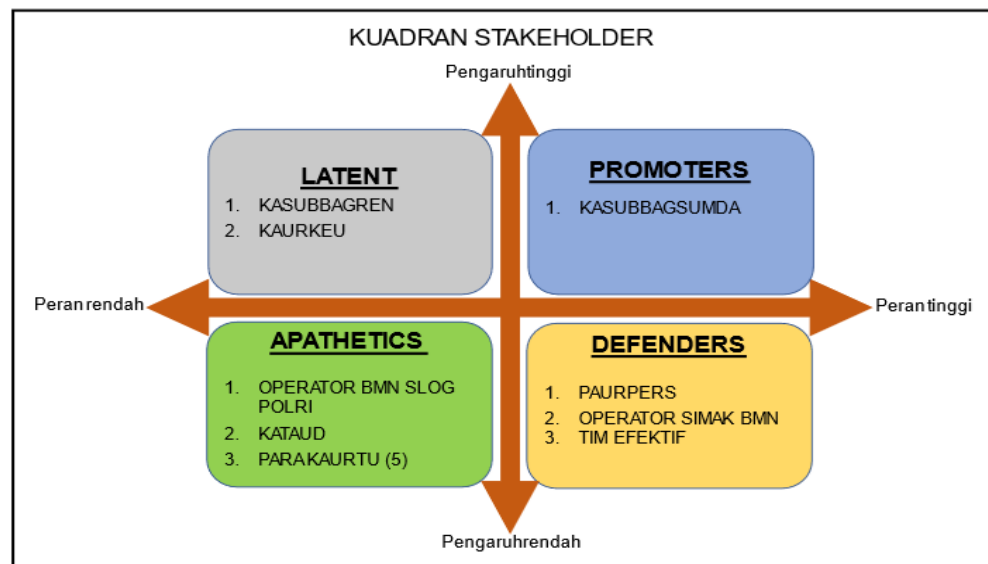 KUADRAN STAKEHOLDER
Pengaruhtinggi
LATENT
1. KASUBBAGREN
2. KAURKEU
PROMOTERS
1. KASUBBAGSUMDA
Peranrendah
Perantinggi
APATHETICS
1. OPERATOR BMN SLOG
POLRI
2. KATAUD
3. PARAKAURTU (5)
DEFENDERS
1. PAURPERS
2. OPERATOR SIMAK BMN
3. TIM EFEKTIF
Pengaruhrendah